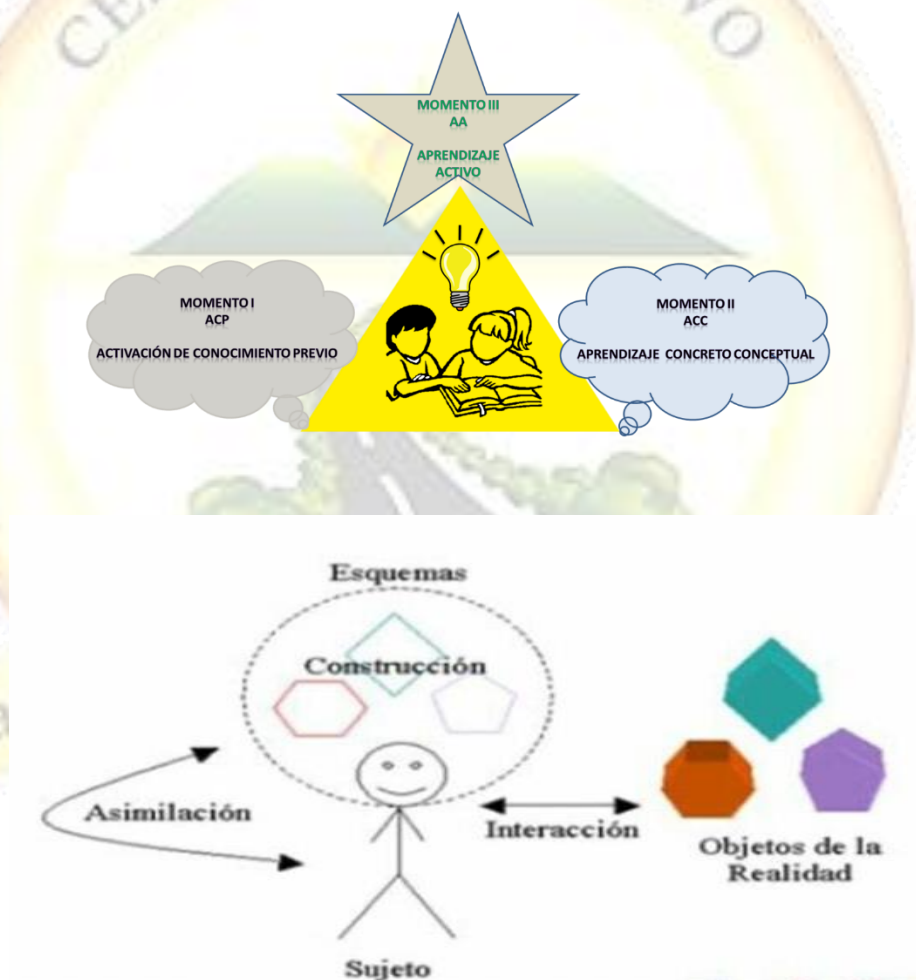 MOMENTO III
AA
APRENDIZAJE
ACTIVO
MOMENTO I
ACP
ACTIVACIÓN DE CONOCIMIENTO PREVIO
MOMENTO II
ACC
APRENDIZAJE CONCRETO CONCEPTUAL
Esquemas
Construcción
Asimilación
Interacción
Objetos de la
Realidad
Sujeto